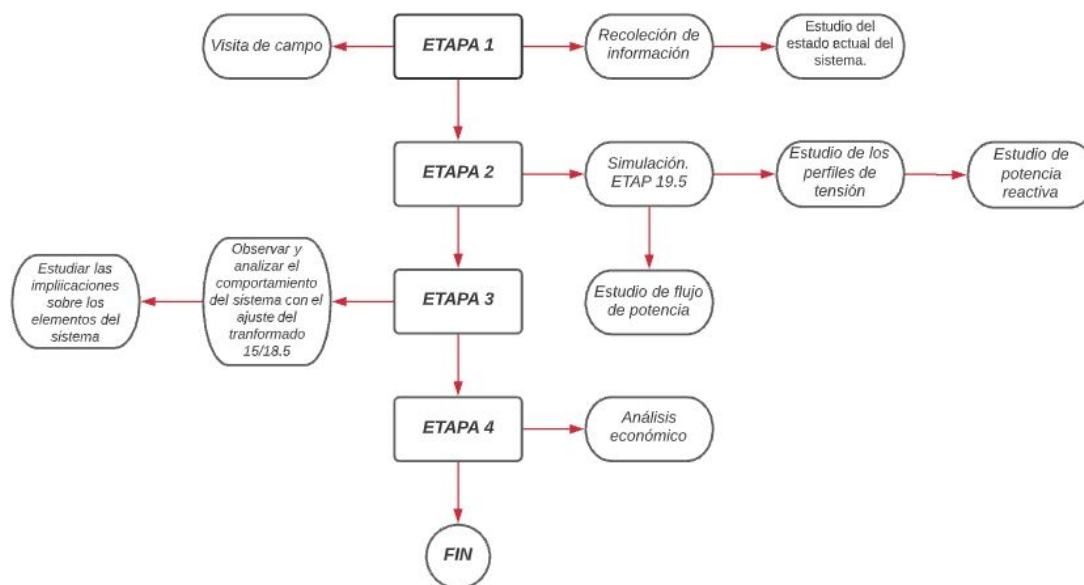 Visita de campo
ETAPA 1
Recoleción de
información
Estudio del
estado actual del
sistema.
ETAPA 2
Simulación.
ETAP 19.5
Estudio de los
perfiles de
tensión
Estudio de
potencia
reactiva
Estudio de flujo
de potencia
ETAPA 3
Observar y
analizar el
comportamiento
del sistema con el
ajuste del
tranformado
15/18.5
Estudiar las
impliicaciones
sobre los
elementos del
sistema
ETAPA 4
Análisis
económico
FIN